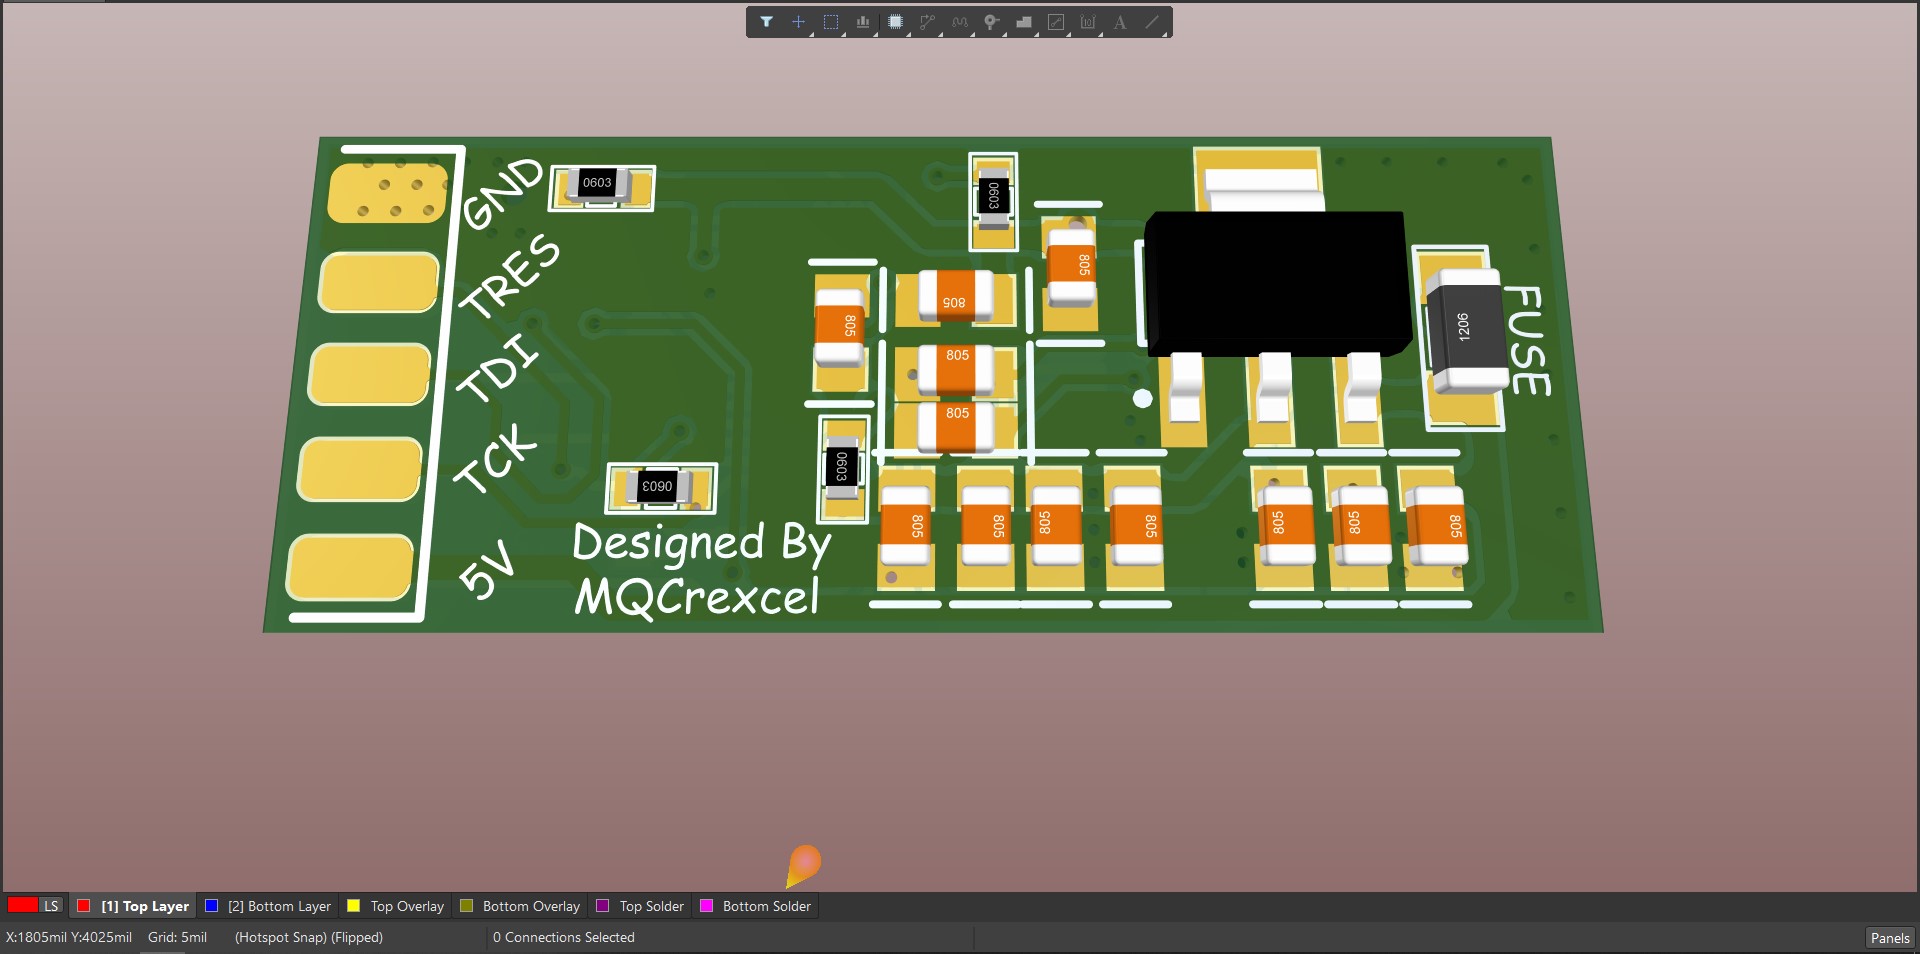 GND
0603
0603
TRES
805
805
805
1206
FUSE
TDI
805
805
TCK
0603
0603
5V
805
805
805
805
805
805
805
Designed By
MQCrexcel
LS
[1] Top Layer
[2] Bottom Layer
Top Overlay
Bottom Overlay
Top Solder
Bottom Solder
X:1805mil Y:4025mil Grid: 5mil (Hotspot Snap) (Flipped)
0 Connections Selected
Panels